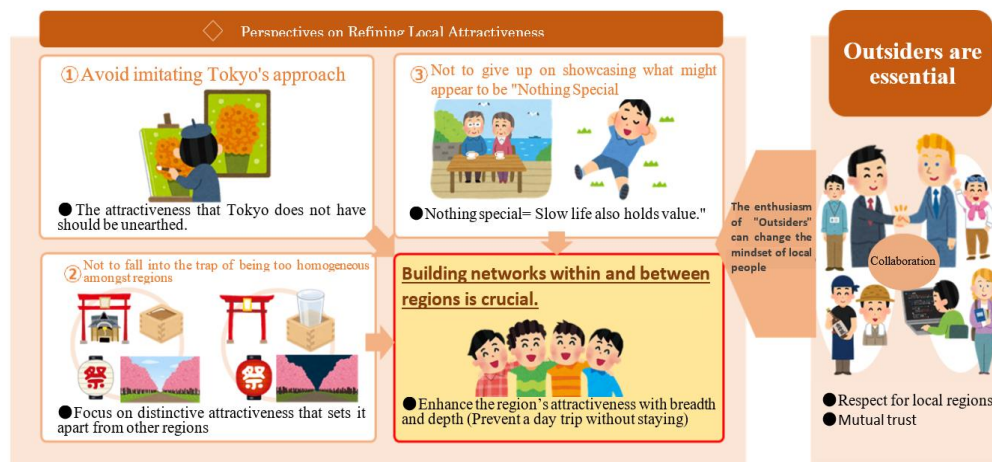 Perspectives on Refining Local Attractiveness
①Avoid imitating Tokyo's approach
●The attractiveness that Tokyo does not have
should be unearthed.
②Not to fall into the trap of being too homogeneous
amongst regions
祭
祭
●Focus on distinctive attractiveness that sets it
apart from other regions
③Not to give up on showcasing what might
appear to be "Nothing Special
●Nothing special= Slow life also holds value."
Building networks within and between
regions is crucial.
●Enhance the region's attractiveness with breadth
and depth (Prevent a day trip without staying)
The enthusiasm
of "Outsiders"
can change the
mindset of local
people
Outsiders are
essential
Collaboration
●Respect for local regions
●Mutual trust